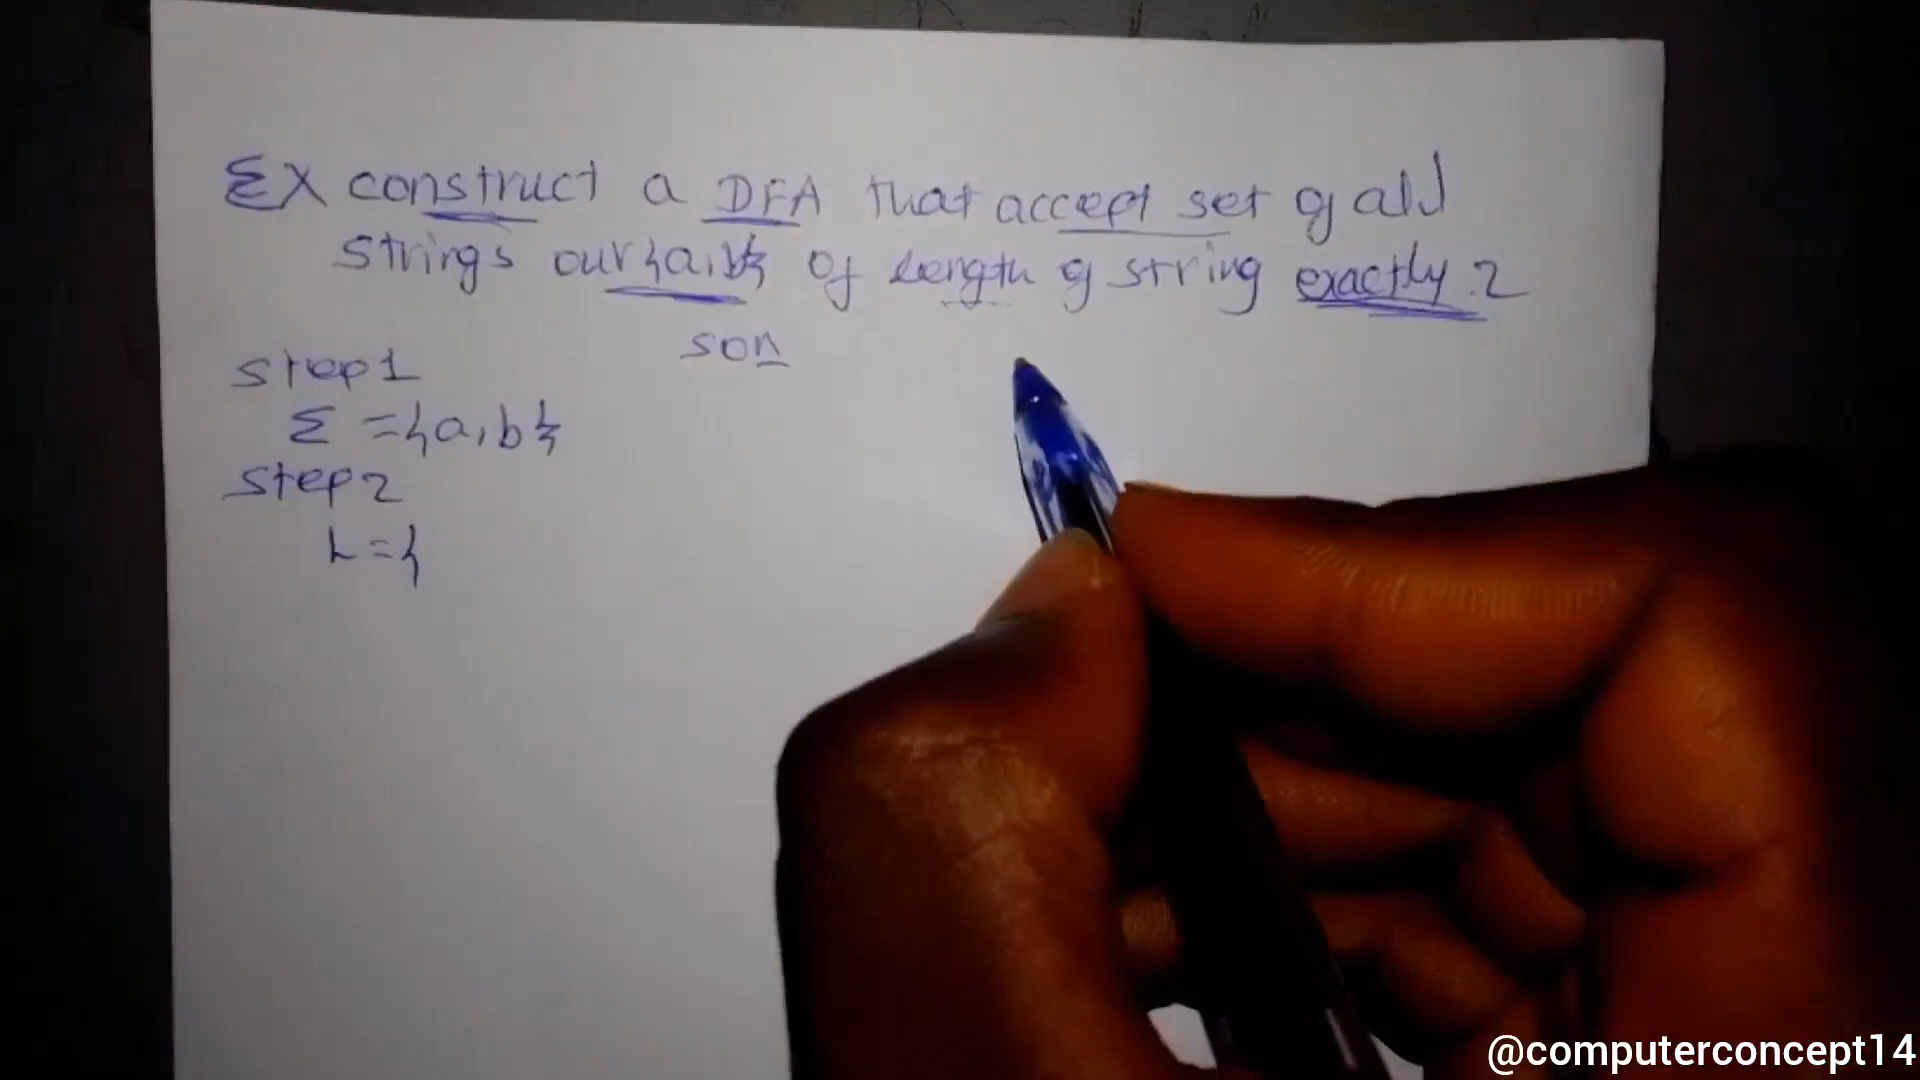 Ex construct a DFA that accept set of all
strings our {a,b} of length of string exactly 2
son
step1
Σ = {a,b}
step2
L = {
@computerconcept14